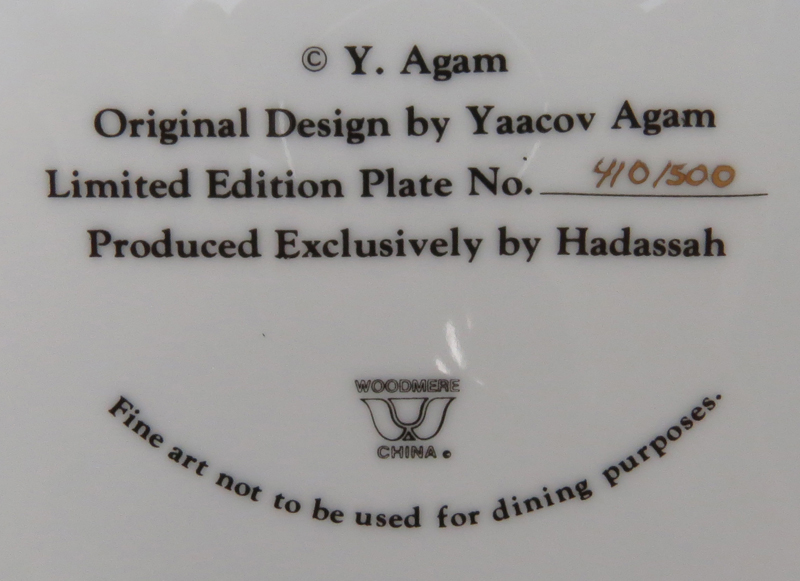 © Y. Agam
Original Design by Yaacov Agam
Limited Edition Plate No. 410/500
Produced Exclusively by Hadassah
WOODMERE
CHINA
Fine art not to be used for dining purposes.